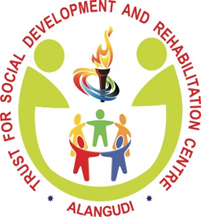 TRUST FOR SOCIAL DEVELOPMENT AND REHABILITATION CENTRE
* ALANGUDI *